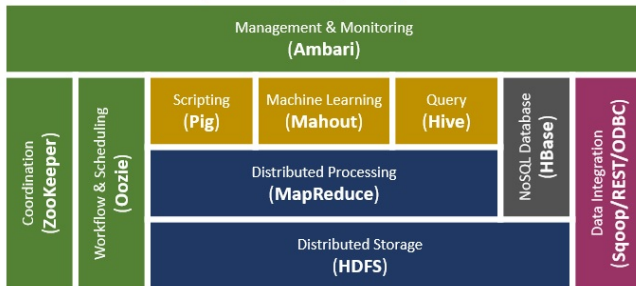 Management & Monitoring
(Ambari)
Coordination
(ZooKeeper)
Workflow & Scheduling
(Oozie)
Scripting
(Pig)
Machine Learning
(Mahout)
Query
(Hive)
Distributed Processing
(MapReduce)
Distributed Storage
(HDFS)
NoSQL Database
(HBase)
Data Integration
(Sqoop/REST/ODBC)